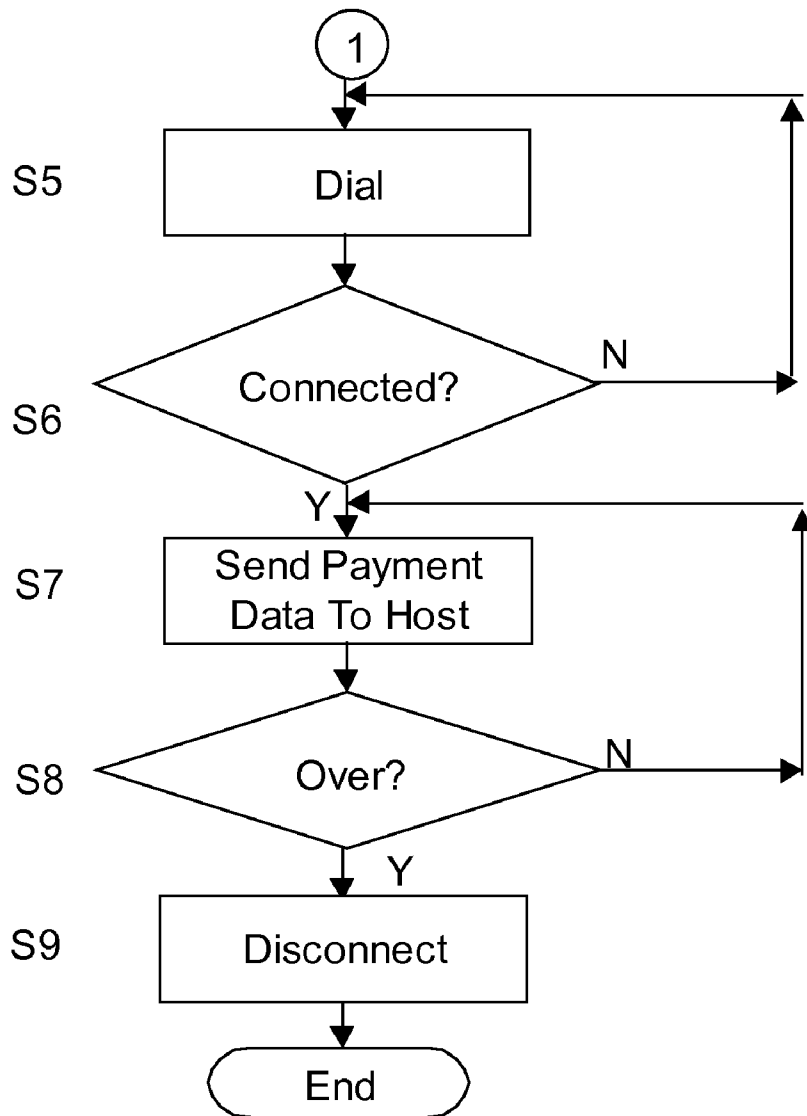 1
S5
Dial
Connected?
N
S6
Y
S7
Send Payment
Data To Host
S8
Over?
N
Y
S9
Disconnect
End